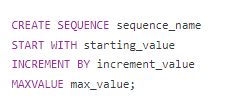 CREATE SEQUENCE sequence_name
START WITH starting_value
INCREMENT BY increment_value
MAXVALUE max_value;